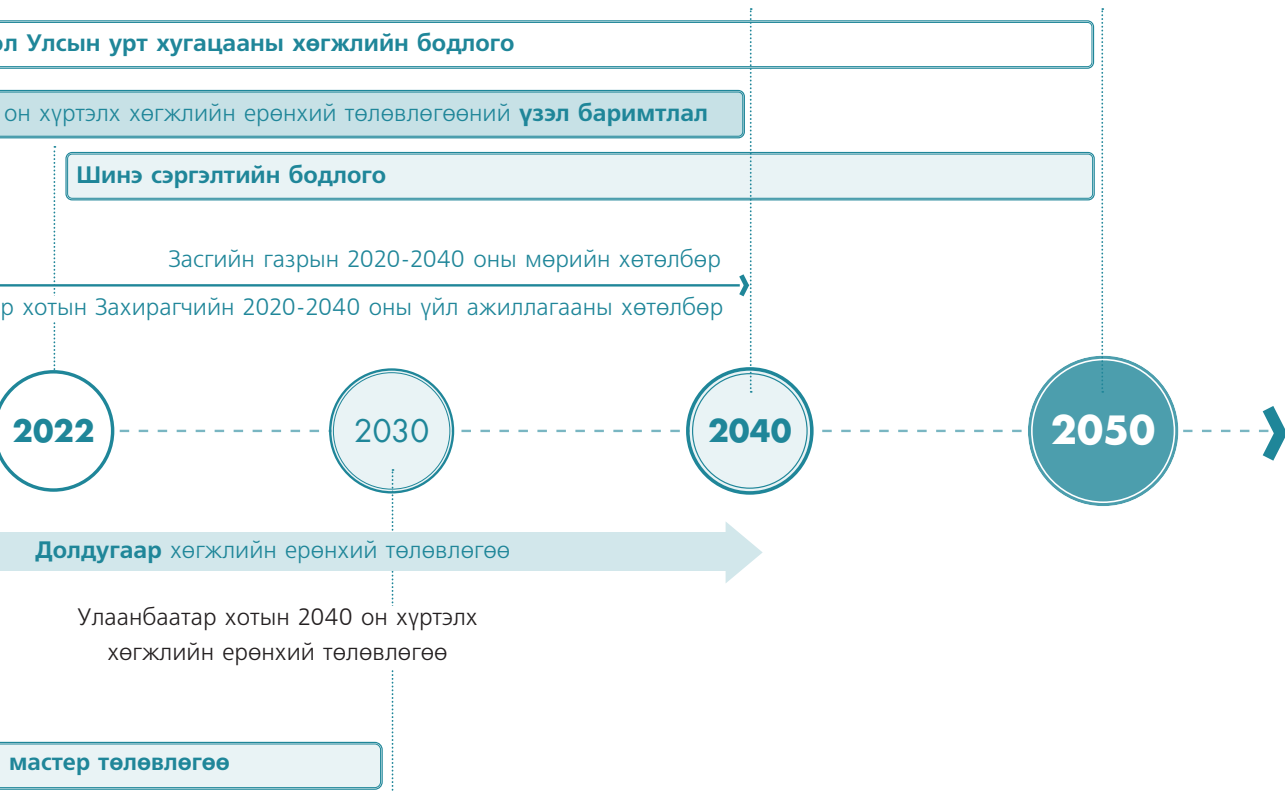 ол Улсын урт хугацааны хөгжлийн бодлого
он хүртэлх хөгжлийн ерөнхий төлөвлөгөөний үзэл баримтлал
Шинэ сэргэлтийн бодлого
Засгийн газрын 2020-2040 оны мөрийн хөтөлбөр
р хотын Захирагчийн 2020-2040 оны үйл ажиллагааны хөтөлбөр
2022 2030 2040 2050
Долдугаар хөгжлийн ерөнхий төлөвлөгөө
Улаанбаатар хотын 2040 он хүртэлх
хөгжлийн ерөнхий төлөвлөгөө
мастер төлөвлөгөө